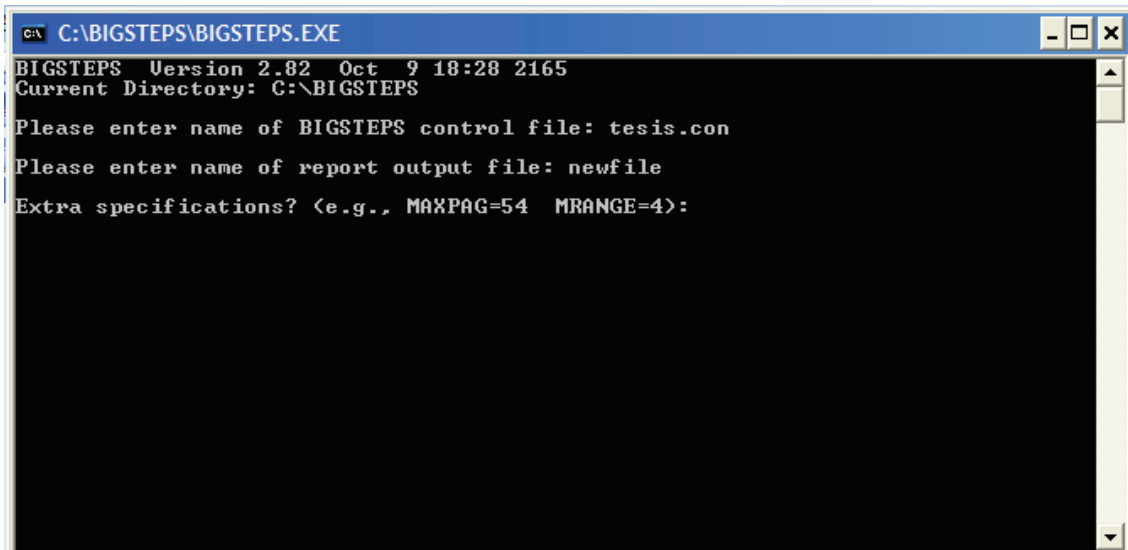 C:\BIGSTEPS\BIGSTEPS.EXE
BIGSTEPS Version 2.82 Oct 9 18:28 2165
Current Directory: C:\BIGSTEPS
Please enter name of BIGSTEPS control file: tesis.con
Please enter name of report output file: newfile
Extra specifications? (e.g., MAXPAG=54 MRANGE=4):